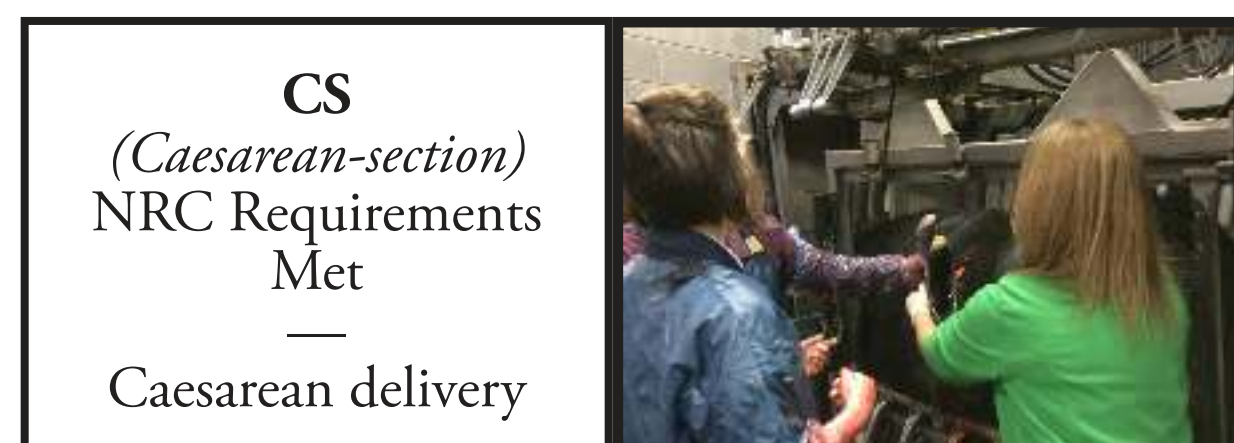 CS
(Caesarean-section)
NRC Requirements
Met
Caesarean delivery